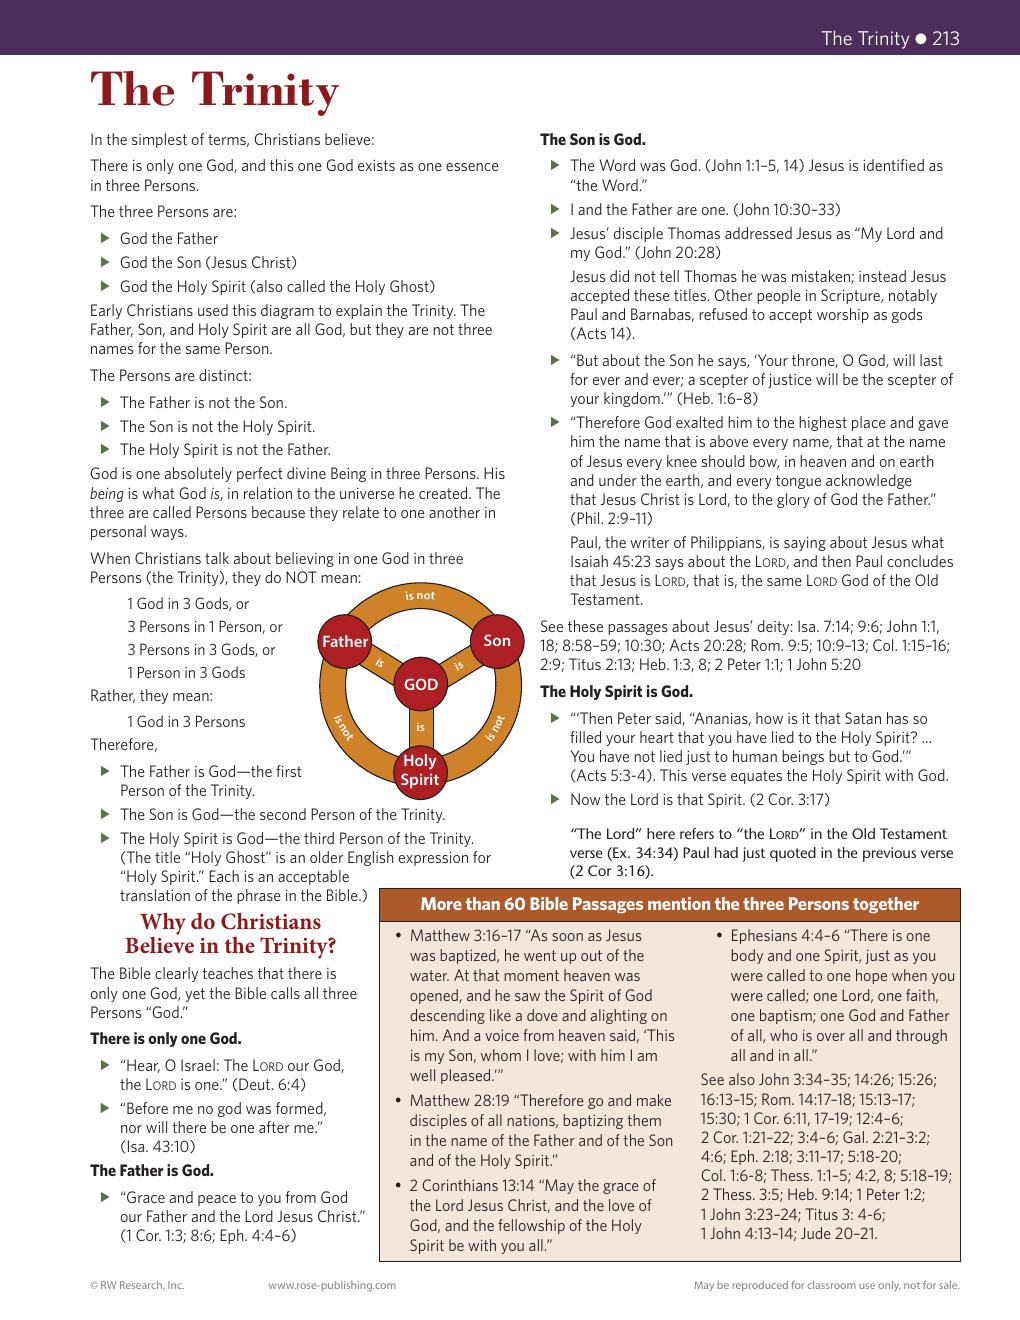 The Trinity ● 213
The Trinity
In the simplest of terms, Christians believe:
There is only one God, and this one God exists as one essence
in three Persons.
The three Persons are:
▶ God the Father
▶ God the Son (Jesus Christ)
▶ God the Holy Spirit (also called the Holy Ghost)
Early Christians used this diagram to explain the Trinity. The
Father, Son, and Holy Spirit are all God, but they are not three
names for the same Person.
The Persons are distinct:
▶ The Father is not the Son.
▶ The Son is not the Holy Spirit.
▶ The Holy Spirit is not the Father.
God is one absolutely perfect divine Being in three Persons. His
being is what God is, in relation to the universe he created. The
three are called Persons because they relate to one another in
personal ways.
When Christians talk about believing in one God in three
Persons (the Trinity), they do NOT mean:
1 God in 3 Gods, or
3 Persons in 1 Person, or
3 Persons in 3 Gods, or
1 Person in 3 Gods
Rather, they mean:
1 God in 3 Persons
Therefore,
▶ The Father is God—the first
Person of the Trinity.
▶ The Son is God—the second Person of the Trinity.
▶ The Holy Spirit is God—the third Person of the Trinity.
(The title “Holy Ghost” is an older English expression for
“Holy Spirit.” Each is an acceptable
translation of the phrase in the Bible.)
is not
Father
Son
is
is
GOD
is not
is
is not
Holy
Spirit
Why do Christians
Believe in the Trinity?
The Bible clearly teaches that there is
only one God, yet the Bible calls all three
Persons “God.”
There is only one God.
▶ “Hear, O Israel: The LORD our God,
the LORD is one.” (Deut. 6:4)
▶ “Before me no god was formed,
nor will there be one after me.”
(Isa. 43:10)
The Father is God.
▶ “Grace and peace to you from God
our Father and the Lord Jesus Christ.”
(1 Cor. 1:3; 8:6; Eph. 4:4–6)
The Son is God.
▶ The Word was God. (John 1:1–5, 14) Jesus is identified as
“the Word.”
▶ I and the Father are one. (John 10:30–33)
▶ Jesus’ disciple Thomas addressed Jesus as “My Lord and
my God.” (John 20:28)
Jesus did not tell Thomas he was mistaken; instead Jesus
accepted these titles. Other people in Scripture, notably
Paul and Barnabas, refused to accept worship as gods
(Acts 14).
▶ “But about the Son he says, ‘Your throne, O God, will last
for ever and ever; a scepter of justice will be the scepter of
your kingdom.’” (Heb. 1:6–8)
▶ “Therefore God exalted him to the highest place and gave
him the name that is above every name, that at the name
of Jesus every knee should bow, in heaven and on earth
and under the earth, and every tongue acknowledge
that Jesus Christ is Lord, to the glory of God the Father.”
(Phil. 2:9–11)
Paul, the writer of Philippians, is saying about Jesus what
Isaiah 45:23 says about the LORD, and then Paul concludes
that Jesus is LORD, that is, the same LORD God of the Old
Testament.
See these passages about Jesus’ deity: Isa. 7:14; 9:6; John 1:1,
18; 8:58–59; 10:30; Acts 20:28; Rom. 9:5; 10:9–13; Col. 1:15–16;
2:9; Titus 2:13; Heb. 1:3, 8; 2 Peter 1:1; 1 John 5:20
The Holy Spirit is God.
▶ “‘Then Peter said, “Ananias, how is it that Satan has so
filled your heart that you have lied to the Holy Spirit? ...
You have not lied just to human beings but to God.’”
(Acts 5:3-4). This verse equates the Holy Spirit with God.
▶ Now the Lord is that Spirit. (2 Cor. 3:17)
“The Lord” here refers to “the LORD” in the Old Testament
verse (Ex. 34:34) Paul had just quoted in the previous verse
(2 Cor 3:16).
More than 60 Bible Passages mention the three Persons together
• Matthew 3:16–17 “As soon as Jesus
was baptized, he went up out of the
water. At that moment heaven was
opened, and he saw the Spirit of God
descending like a dove and alighting on
him. And a voice from heaven said, ‘This
is my Son, whom I love; with him I am
well pleased.’”
• Matthew 28:19 “Therefore go and make
disciples of all nations, baptizing them
in the name of the Father and of the Son
and of the Holy Spirit.”
• 2 Corinthians 13:14 “May the grace of
the Lord Jesus Christ, and the love of
God, and the fellowship of the Holy
Spirit be with you all.”
• Ephesians 4:4–6 “There is one
body and one Spirit, just as you
were called to one hope when you
were called; one Lord, one faith,
one baptism; one God and Father
of all, who is over all and through
all and in all.”
See also John 3:34–35; 14:26; 15:26;
16:13–15; Rom. 14:17–18; 15:13–17;
15:30; 1 Cor. 6:11, 17–19; 12:4–6;
2 Cor. 1:21–22; 3:4–6; Gal. 2:21–3:2;
4:6; Eph. 2:18; 3:11–17; 5:18-20;
Col. 1:6-8; Thess. 1:1–5; 4:2, 8; 5:18–19;
2 Thess. 3:5; Heb. 9:14; 1 Peter 1:2;
1 John 3:23–24; Titus 3: 4-6;
1 John 4:13–14; Jude 20–21.
© RW Research, Inc.
www.rose-publishing.com
May be reproduced for classroom use only, not for sale.